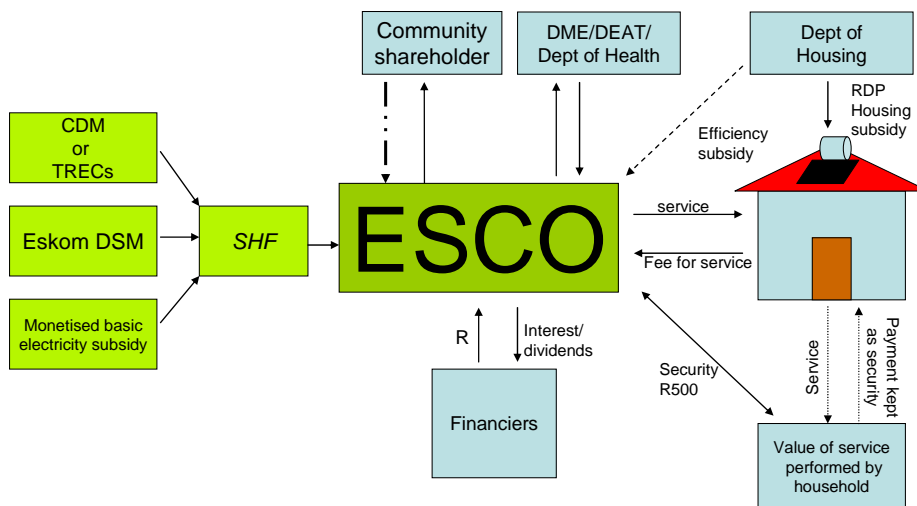 Community
shareholder
DME/DEAT/
Dept of Health
Dept of
Housing
RDP
Housing
subsidy
Efficiency
subsidy
CDM
or
TRECs
Eskom DSM
SHF
ESCO
service
Fee for service
Monetised basic
electricity subsidy
R
Interest/
dividends
Security
R500
Service
Payment kept
as security
Financiers
Value of service
performed by
household